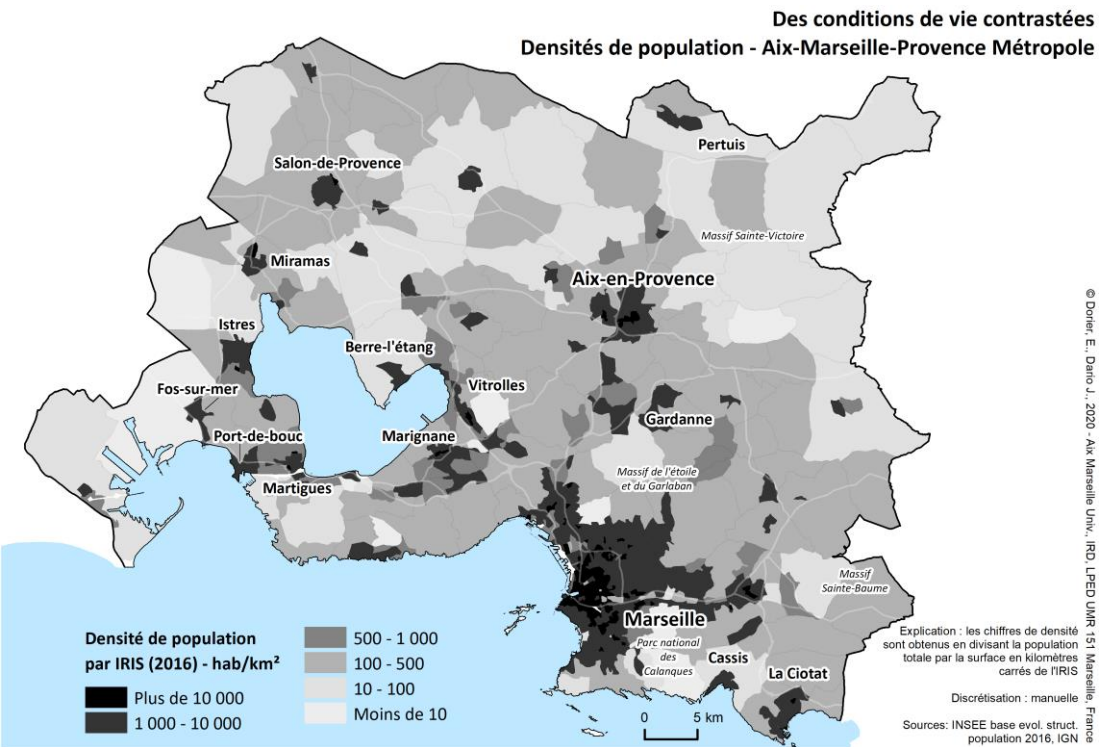 Des conditions de vie contrastées
Densités de population - Aix-Marseille-Provence Métropole
Pertuis
Salon-de-Provence
Massif Sainte-Victoire
Miramas
Aix-en-Provence
Istres
Berre-l'étang
Fos-sur-mer
Vitrolles
Gardanne
Port-de-bouc
Marignane
Massif de l'étoile
et du Garlaban
Martigues
Massif
Sainte-Baume
Marseille
Parc national
des
Calanques
Cassis
La Ciotat
Densité de population
par IRIS (2016) - hab/km²
Plus de 10 000
1 000 - 10 000
500 - 1 000
100 - 500
10 - 100
Moins de 10
0 5 km
Explication : les chiffres de densité
sont obtenus en divisant la population
totale par la surface en kilomètres
carrés de l'IRIS
Discrétisation : manuelle
Sources: INSEE base evol. struct.
population 2016, IGN
© Dorier, E., Dario J., 2020 - Aix Marseille Univ., IRD, LPED UMR 151 Marseille, France